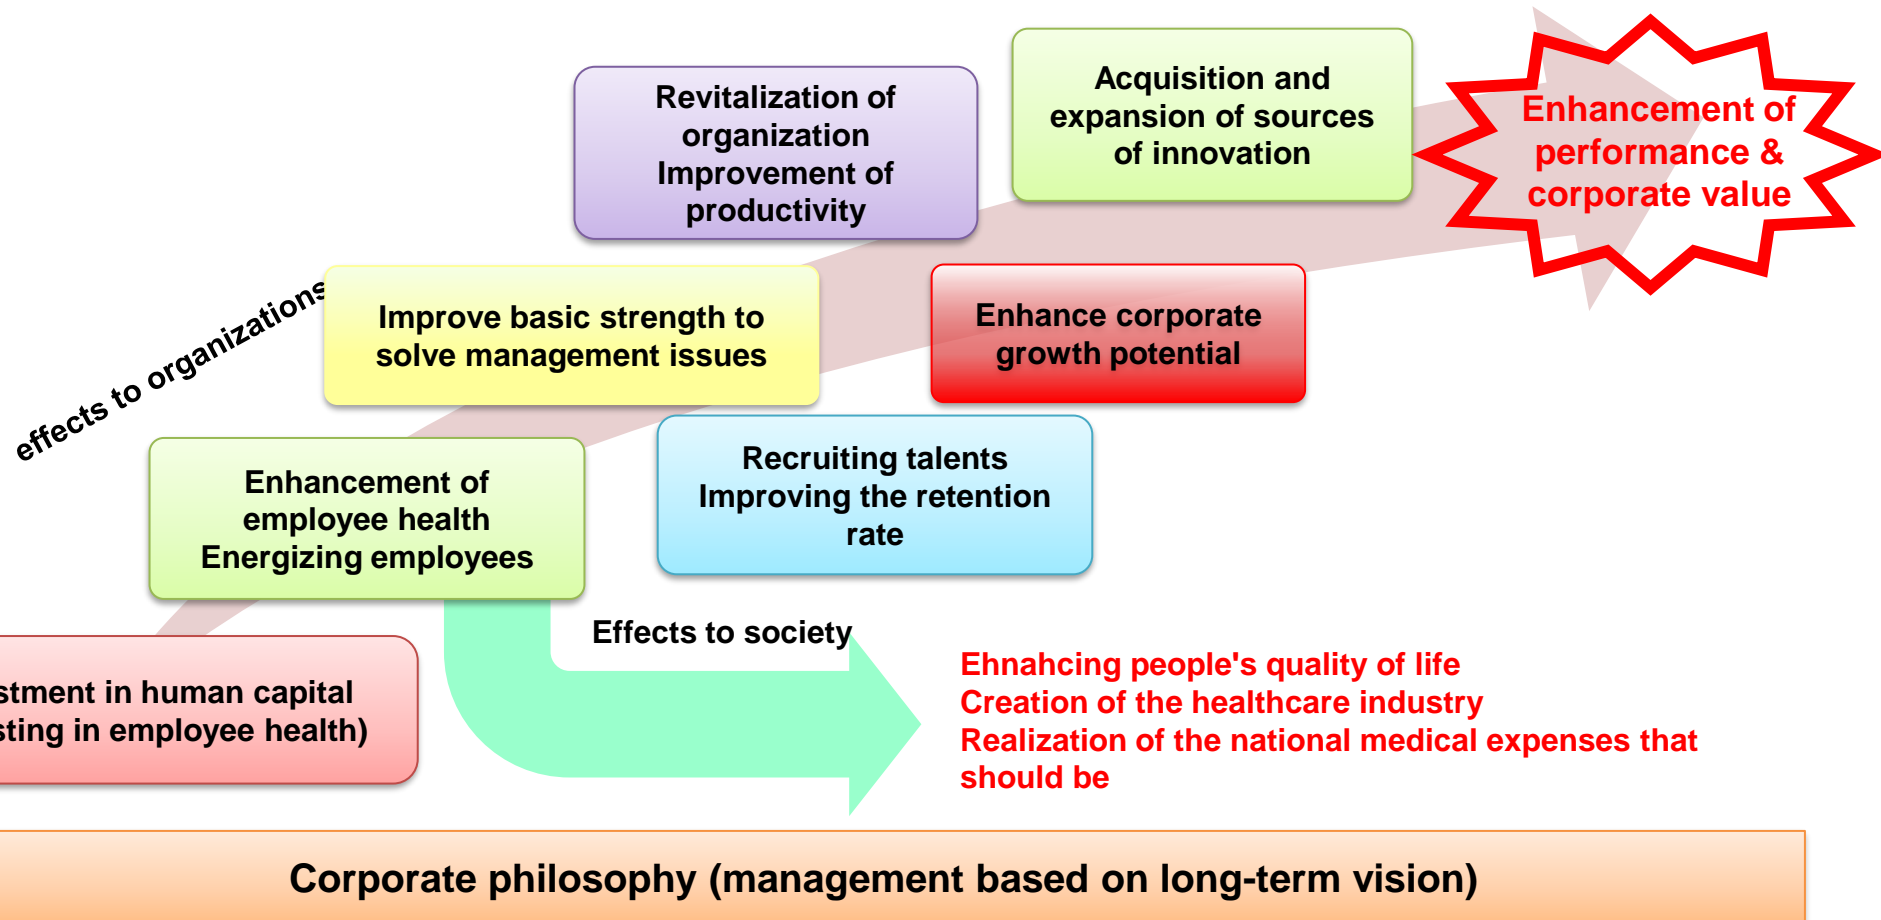 Acquisition and
expansion of sources
of innovation
Enhancement of
performance &
corporate value
Revitalization of
organization
Improvement of
productivity
effects to organizations
Improve basic strength to
solve management issues
Enhance corporate
growth potential
Enhancement of
employee health
Energizing employees
Recruiting talents
Improving the retention
rate
Effects to society
Ehnahcing people's quality of life
Creation of the healthcare industry
Realization of the national medical expenses that
should be
in human capital
in employee health)
Corporate philosophy (management based on long-term vision)